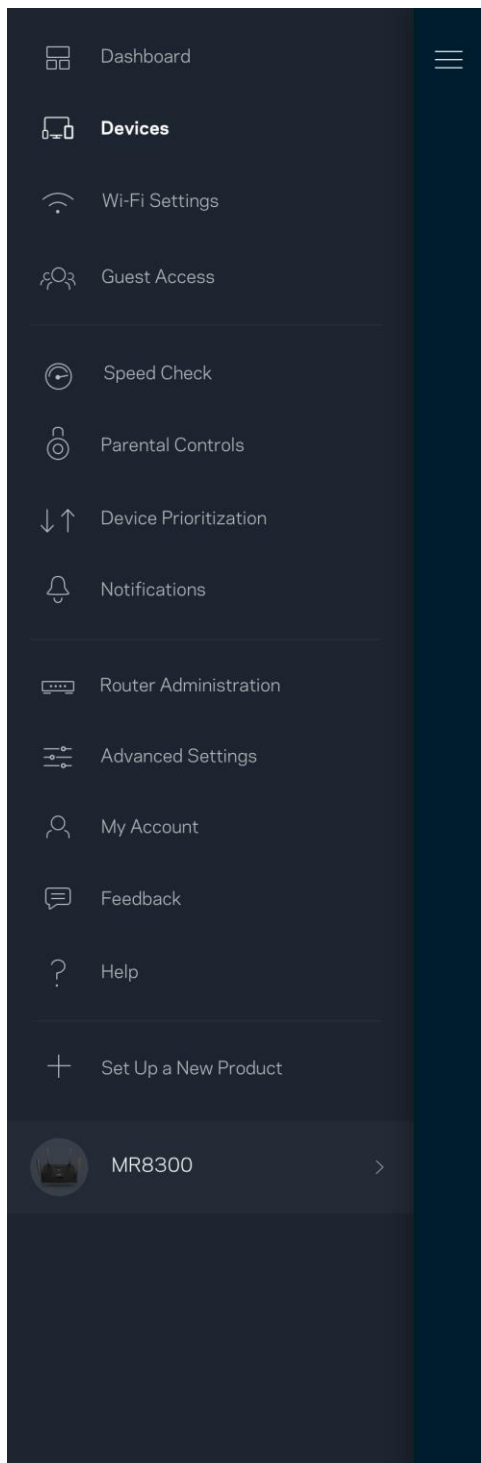 Dashboard
Devices
Wi-Fi Settings
Guest Access
Speed Check
Parental Controls
Device Prioritization
Notifications
Router Administration
Advanced Settings
My Account
Feedback
Help
Set Up a New Product
MR8300